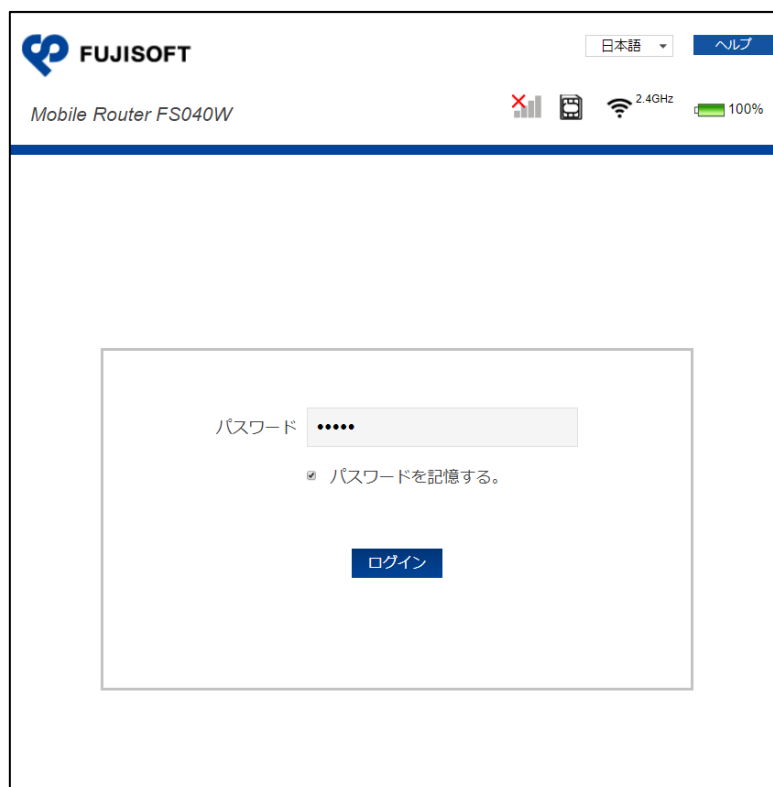 FUJISOFT
日本語
ヘルプ
Mobile Router FS040W
2.4GHz
100%
パスワード •••••
パスワードを記憶する。
ログイン